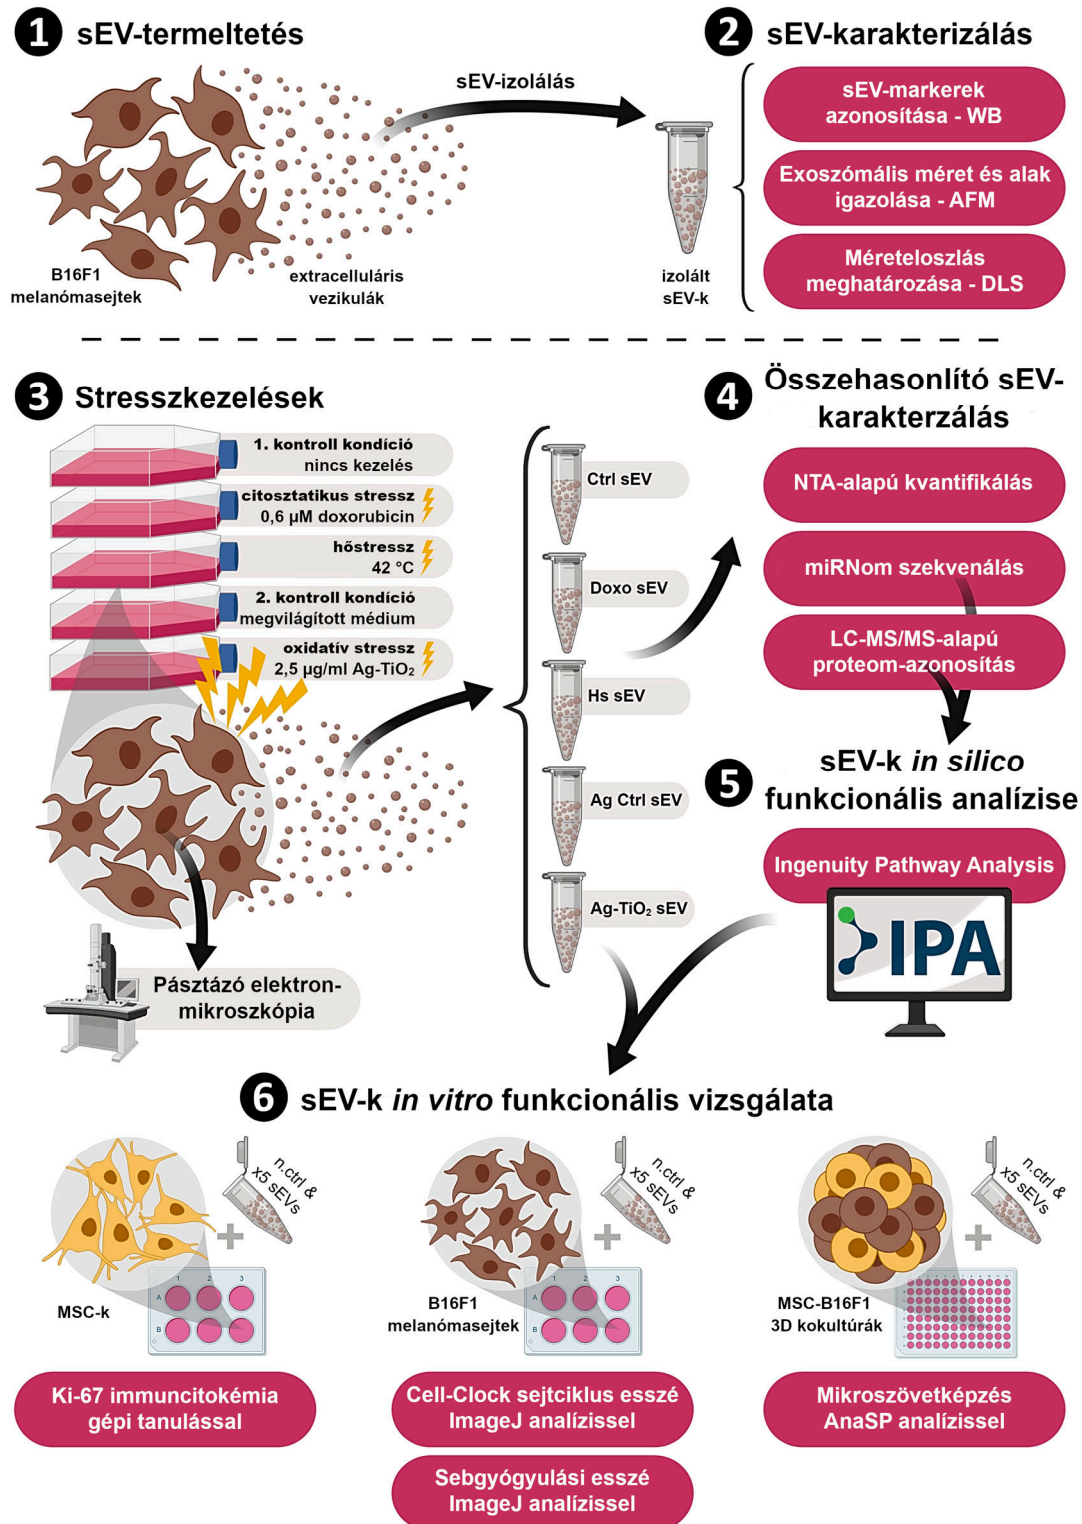 1 sEV-termeltetés
sEV-izolálás
B16F1
melanómasejtek
extracelluláris
vezikulák
izolált
sEV-k
2 sEV-karakterizálás
sEV-markerek
azonosítása - WB
Exoszómális méret és alak
igazolása - AFM
Méreteloszlás
meghatározása - DLS
3 Stresszkezelések
1. kontroll kondíció
nincs kezelés
citosztatikus stressz
0,6 µM doxorubicin
hőstressz
42 °C
2. kontroll kondíció
megvilágított médium
oxidatív stressz
2,5 µg/ml Ag-TiO₂
Pásztázó elektron-
mikroszkópia
Ctrl sEV
Doxo sEV
Hs sEV
Ag Ctrl sEV
Ag-TiO₂ sEV
4 Összehasonlító sEV-
karakterzálás
NTA-alapú kvantifikálás
miRNom szekvenálás
LC-MS/MS-alapú
proteom-azonosítás
5 sEV-k in silico
funkcionális analízise
Ingenuity Pathway Analysis
IPA
6 sEV-k in vitro funkcionális vizsgálata
n.ctrl &
x5 sEVs
1 2 3
A
B
MSC-k
Ki-67 immuncitokémia
gépi tanulással
n.ctrl &
x5 sEVs
1 2 3
A
B
B16F1
melanómasejtek
Cell-Clock sejtciklus esszé
ImageJ analízissel
Sebgyógyulási esszé
ImageJ analízissel
n.ctrl &
x5 sEVs
MSC-B16F1
3D kokultúrák
Mikroszövetképzés
AnaSP analízissel